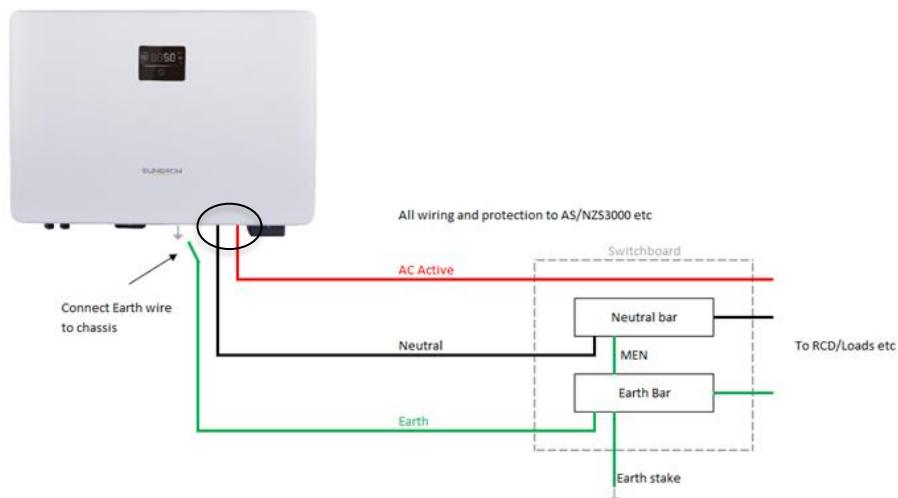 SUNGROW
All wiring and protection to AS/NZS3000 etc
Switchboard
AC Active
Connect Earth wire
to chassis
Neutral bar
Neutral
MEN
To RCD/Loads etc
Earth Bar
Earth
Earth stake